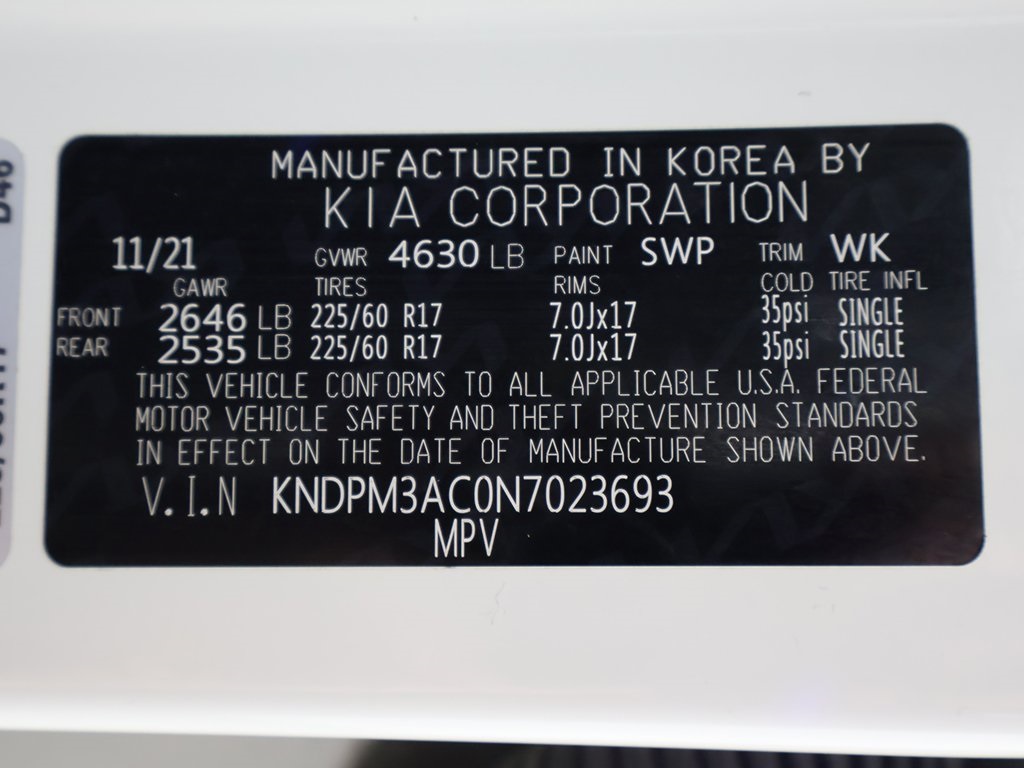 MANUFACTURED IN KOREA BY
KIA CORPORATION
11/21 GVWR 4630 LB PAINT SWP TRIM WK
GAWR TIRES RIMS COLD TIRE INFL
FRONT 2646 LB 225/60 R17 7.0Jx17 35psi SINGLE
REAR 2535 LB 225/60 R17 7.0Jx17 35psi SINGLE
THIS VEHICLE CONFORMS TO ALL APPLICABLE U.S.A. FEDERAL
MOTOR VEHICLE SAFETY AND THEFT PREVENTION STANDARDS
IN EFFECT ON THE DATE OF MANUFACTURE SHOWN ABOVE.
V.I.N KNDPM3AC0N7023693
MPV